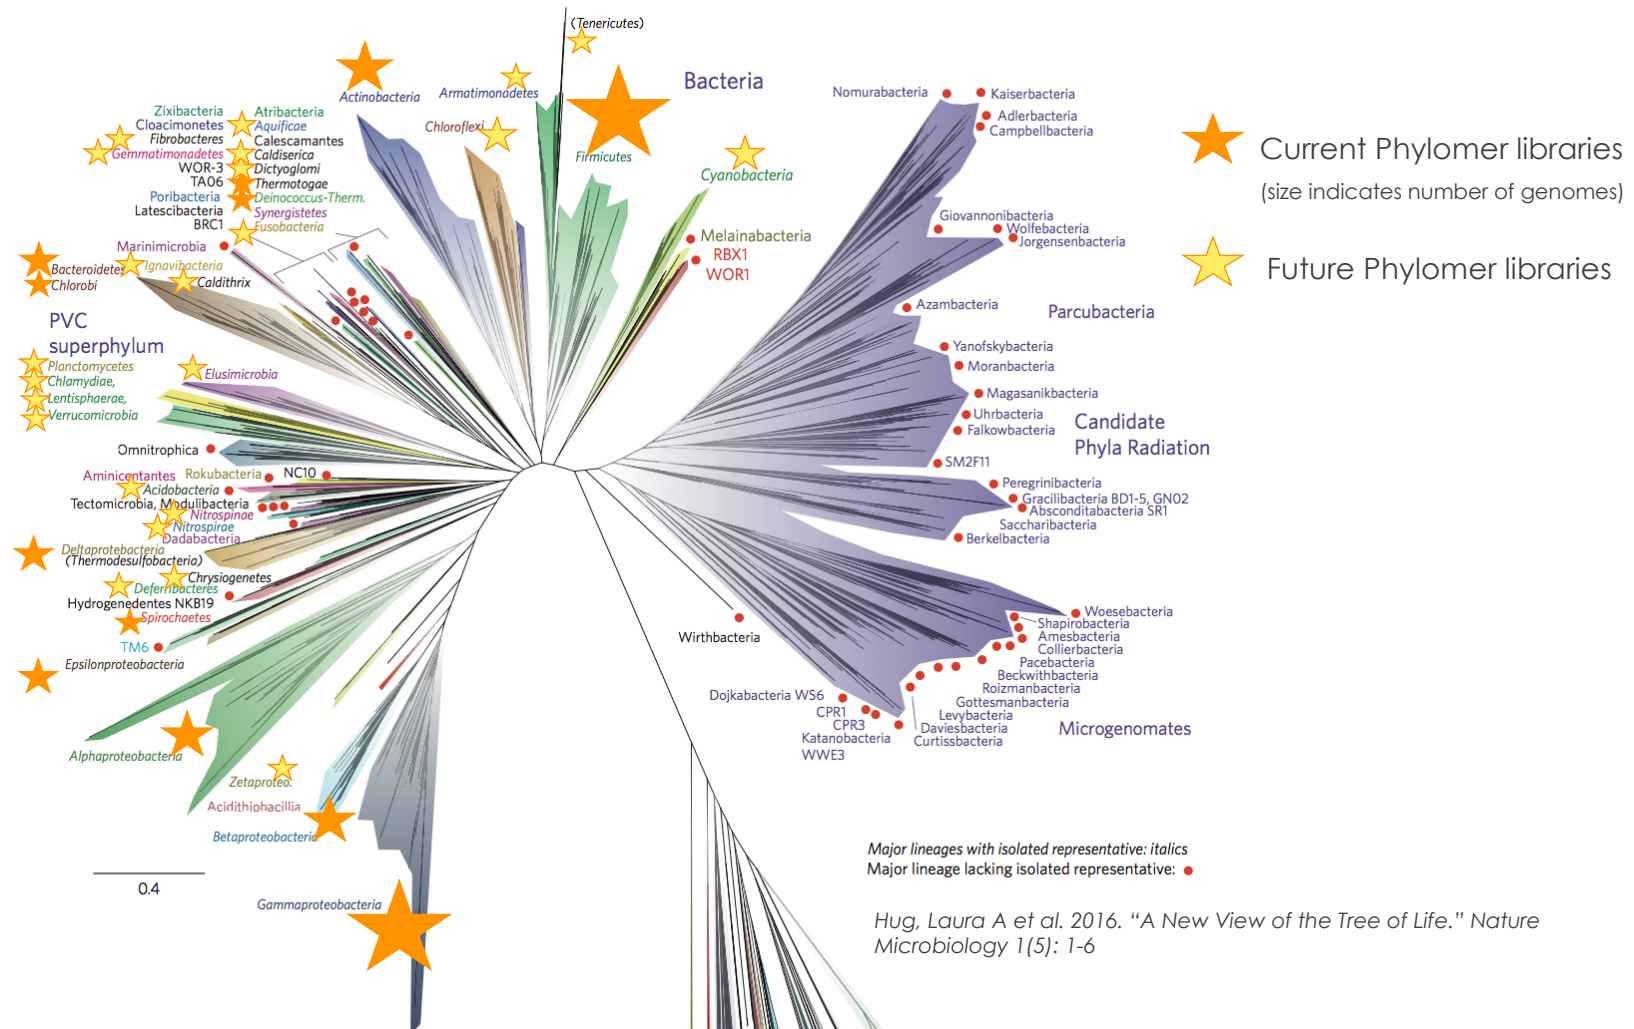 (Tenericutes)
Bacteria
Actinobacteria
Armatimonadetes
Chloroflexi
Firmicutes
Cyanobacteria
Melainabacteria
RBX1
WOR1
Zixibacteria
Cloacimonetes
Fibrobacteres
Gemmatimonadetes
WOR-3
TA06
Poribacteria
Latescibacteria
BRC1
Atribacteria
Aquificae
Calescamantes
Caldiserica
Dictyoglomi
Thermotogae
Deinococcus-Therm.
Synergistetes
Fusobacteria
Marinimicrobia
Bacteroidetes
Ignavibacteria
Chlorobi
Caldithrix
PVC
superphylum
Planctomycetes
Chlamydiae,
Lentisphaerae,
Verrucomicrobia
Elusimicrobia
Omnitrophica
Aminicentantes
Rokubacteria
NC10
Acidobacteria
Tectomicrobia, Modulibacteria
Nitrospinae
Nitrospirae
Dadabacteria
Deltaprotebacteria
(Thermodesulfobacteria)
Chrysiogenetes
Deferribacteres
Hydrogenedentes NKB19
Spirochaetes
TM6
Epsilonproteobacteria
Alphaproteobacteria
Zetaproteo.
Acidithiobacillia
Betaproteobacteria
Gammaproteobacteria
0.4
Nomurabacteria
Kaiserbacteria
Adlerbacteria
Campbellbacteria
Giovannonibacteria
Wolfebacteria
Jorgensenbacteria
Azambacteria
Parcubacteria
Yanofskybacteria
Moranbacteria
Magasanikbacteria
Uhrbacteria
Falkowbacteria
Candidate
Phyla Radiation
SM2F11
Peregrinibacteria
Gracilibacteria BD1-5, GN02
Absconditabacteria SR1
Saccharibacteria
Berkelbacteria
Wirthbacteria
Woesebacteria
Shapirobacteria
Amesbacteria
Collierbacteria
Pacebacteria
Beckwithbacteria
Roizmanbacteria
Gottesmanbacteria
Levybacteria
Daviesbacteria
Curtissbacteria
Microgenomates
Dojkabacteria WS6
CPR1
CPR3
Katanobacteria
WWE3
Current Phylomer libraries
(size indicates number of genomes)
Future Phylomer libraries
Major lineages with isolated representative: italics
Major lineage lacking isolated representative:
Hug, Laura A et al. 2016. “A New View of the Tree of Life.” Nature
Microbiology 1(5): 1-6